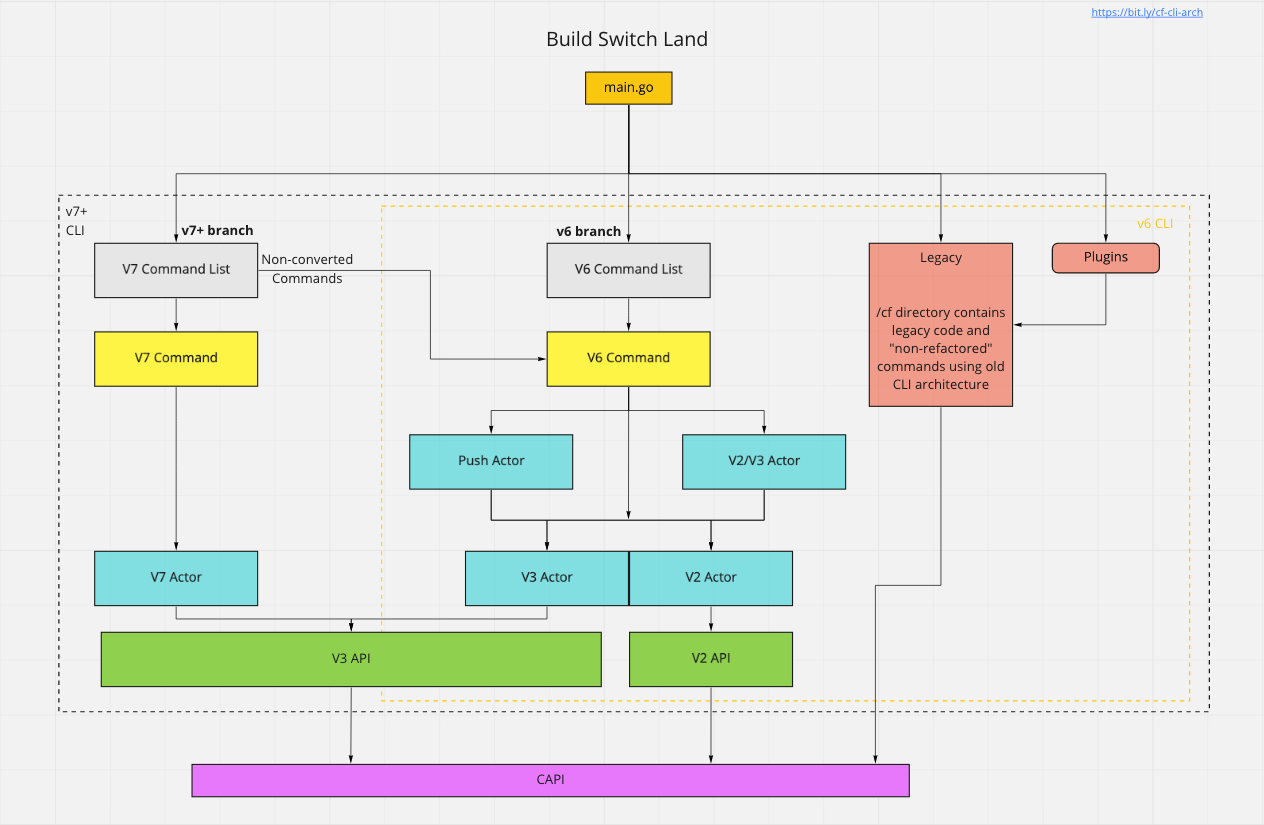 https://bit.ly/cf-cli-arch
Build Switch Land
main.go
v7+
CLI
v7+ branch
v6 branch
v6 CLI
V7 Command List
Non-converted
Commands
V6 Command List
Legacy
Plugins
/cf directory contains
legacy code and
"non-refactored"
commands using old
CLI architecture
V7 Command
V6 Command
Push Actor
V2/V3 Actor
V7 Actor
V3 Actor
V2 Actor
V3 API
V2 API
CAPI